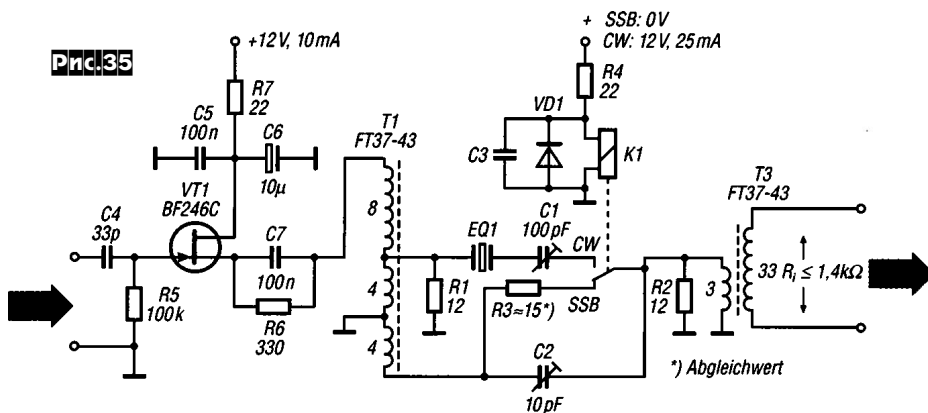 Рис.35
+12V, 10mA
R7
22
C5
100n
C6
10µ
VT1
BF246C
C4
33p
R5
100k
C7
100n
R6
330
T1
FT37-43
8
4
4
R1
12
EQ1
C1
100pF
CW
SSB
R3≈15*)
C2
10pF
+ SSB: 0V
CW: 12V, 25mA
R4
22
VD1
C3
K1
R2
12
T3
FT37-43
3
33 Ri ≤ 1,4kΩ
*) Abgleichwert